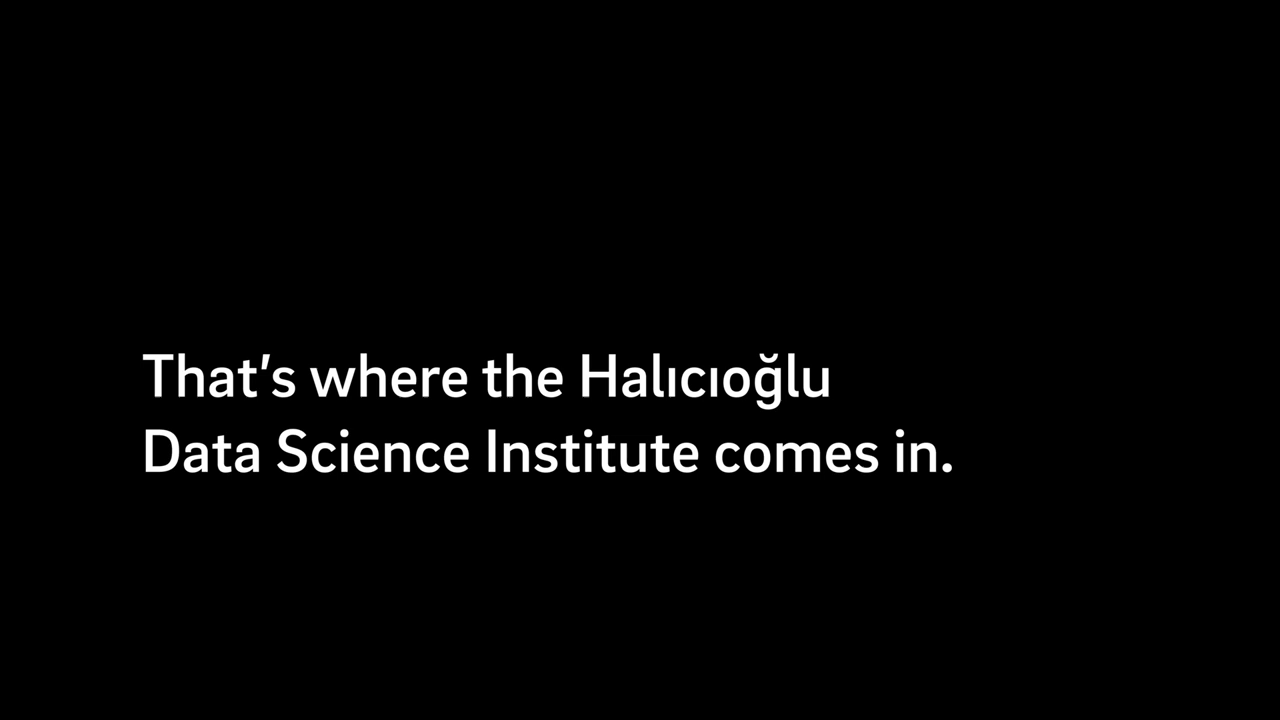 That’s where the Halıcıoğlu
Data Science Institute comes in.